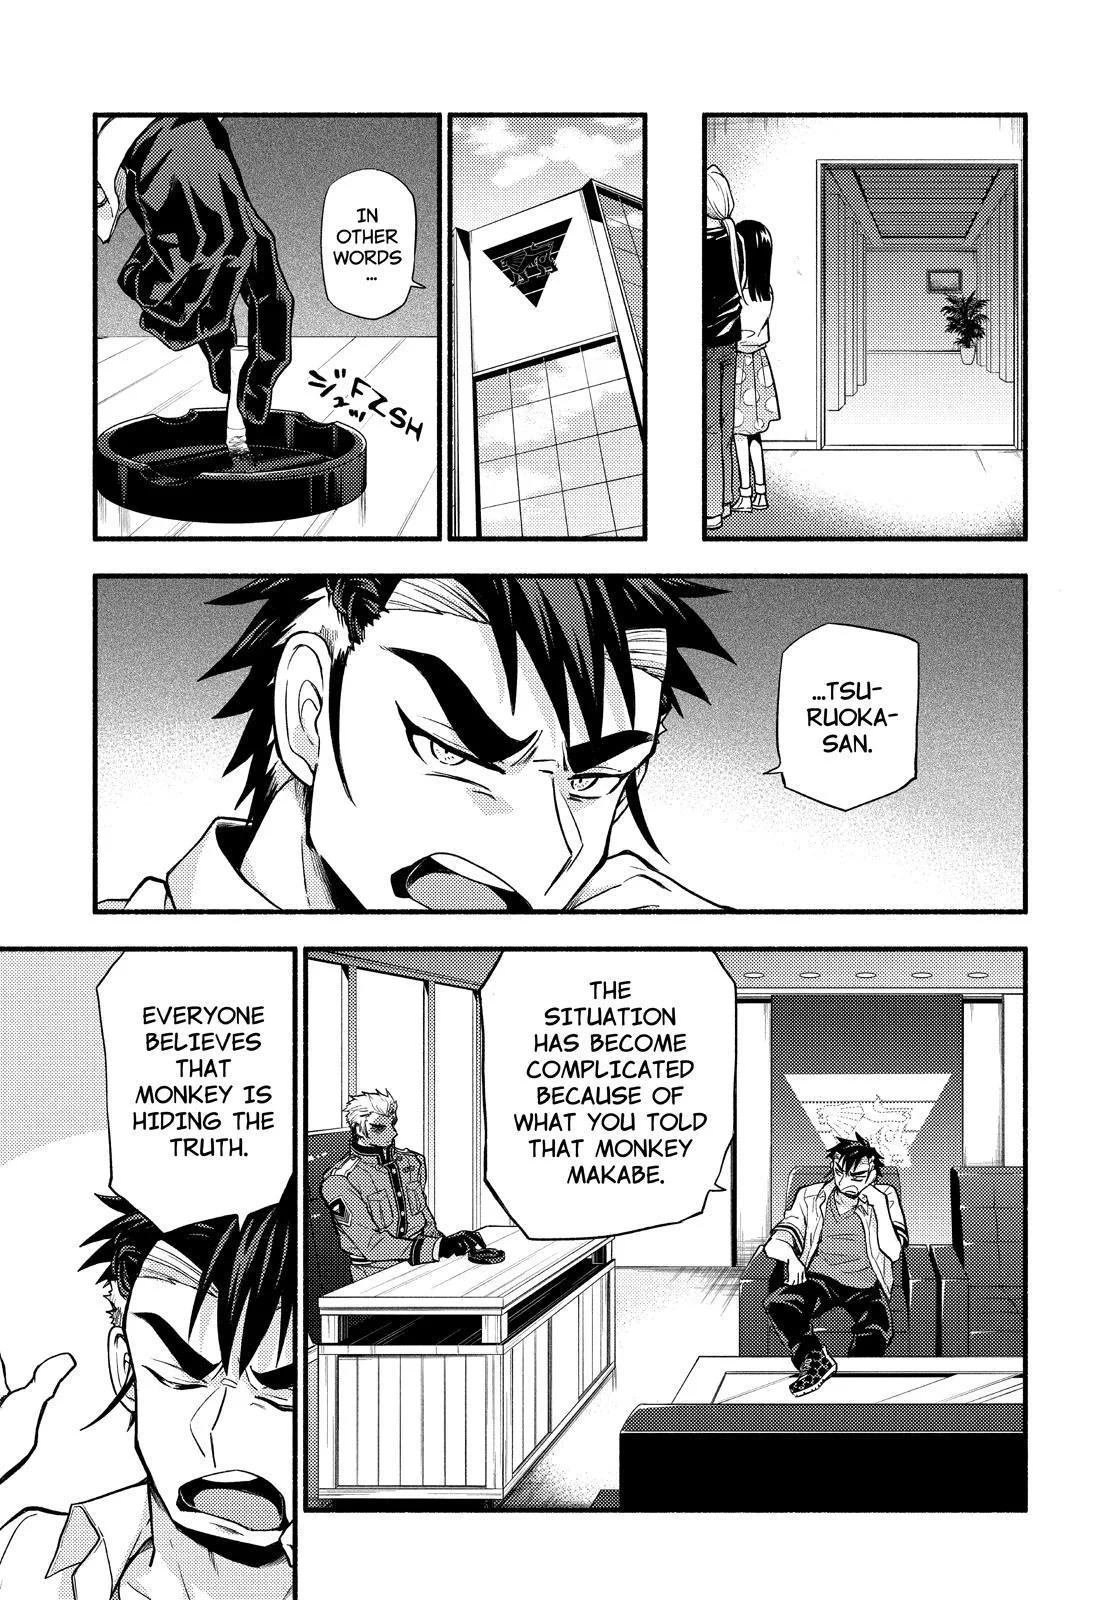 IN
OTHER
WORDS
...
ジュッ
FZSH
...TSU-
RUOKA-
SAN.
THE
SITUATION
HAS BECOME
COMPLICATED
BECAUSE OF
WHAT YOU TOLD
THAT MONKEY
MAKABE.
EVERYONE
BELIEVES
THAT
MONKEY IS
HIDING THE
TRUTH.